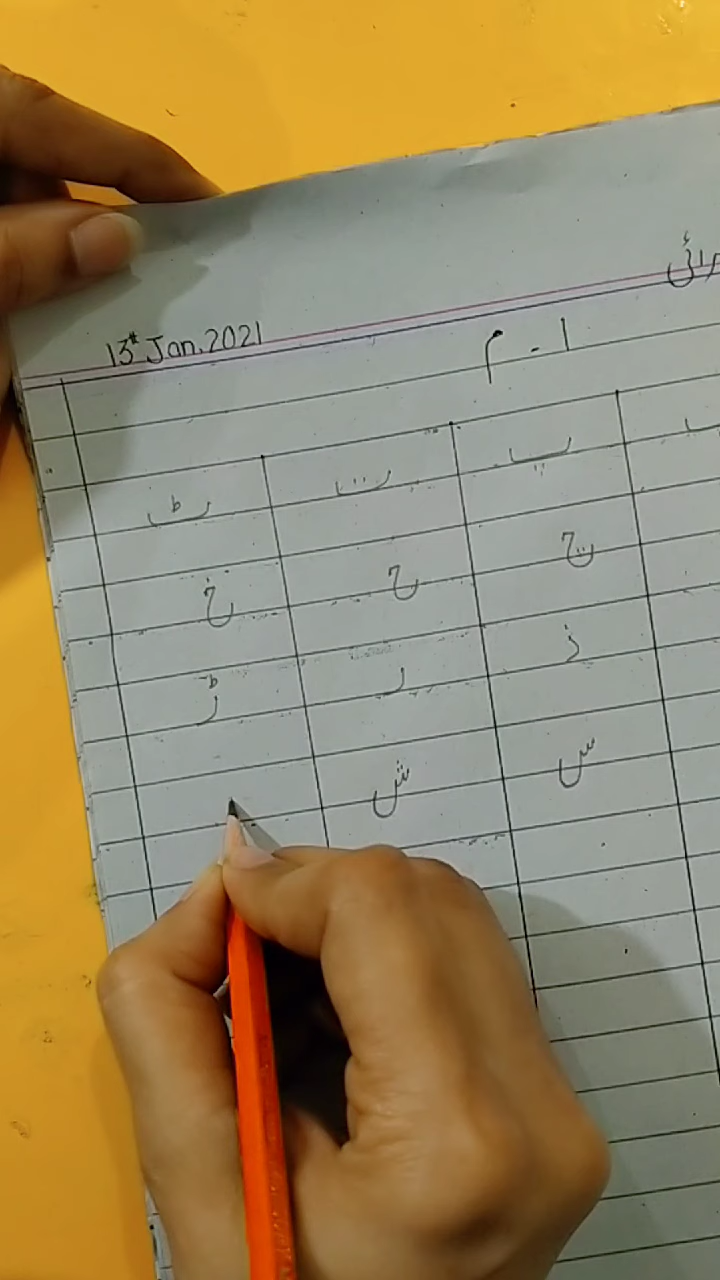 13th Jan. 2021
ا - م
پ ت ٹ
چ ح خ
ذ ر ڑ
س ش